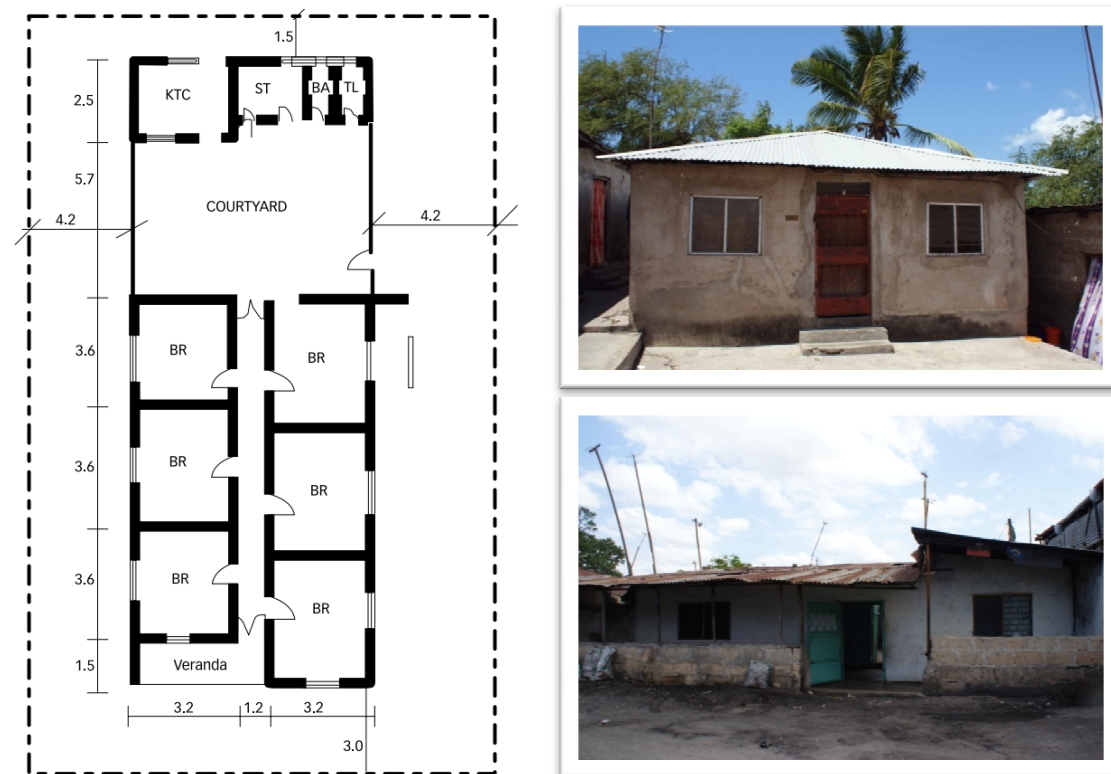 1.5
KTC
ST
BA
TL
2.5
5,7
COURTYARD
4.2
4.2
3.6
BR
BR
3.6
BR
BR
3.6
BR
BR
1.5
Veranda
3.2
1.2
3.2
3.0